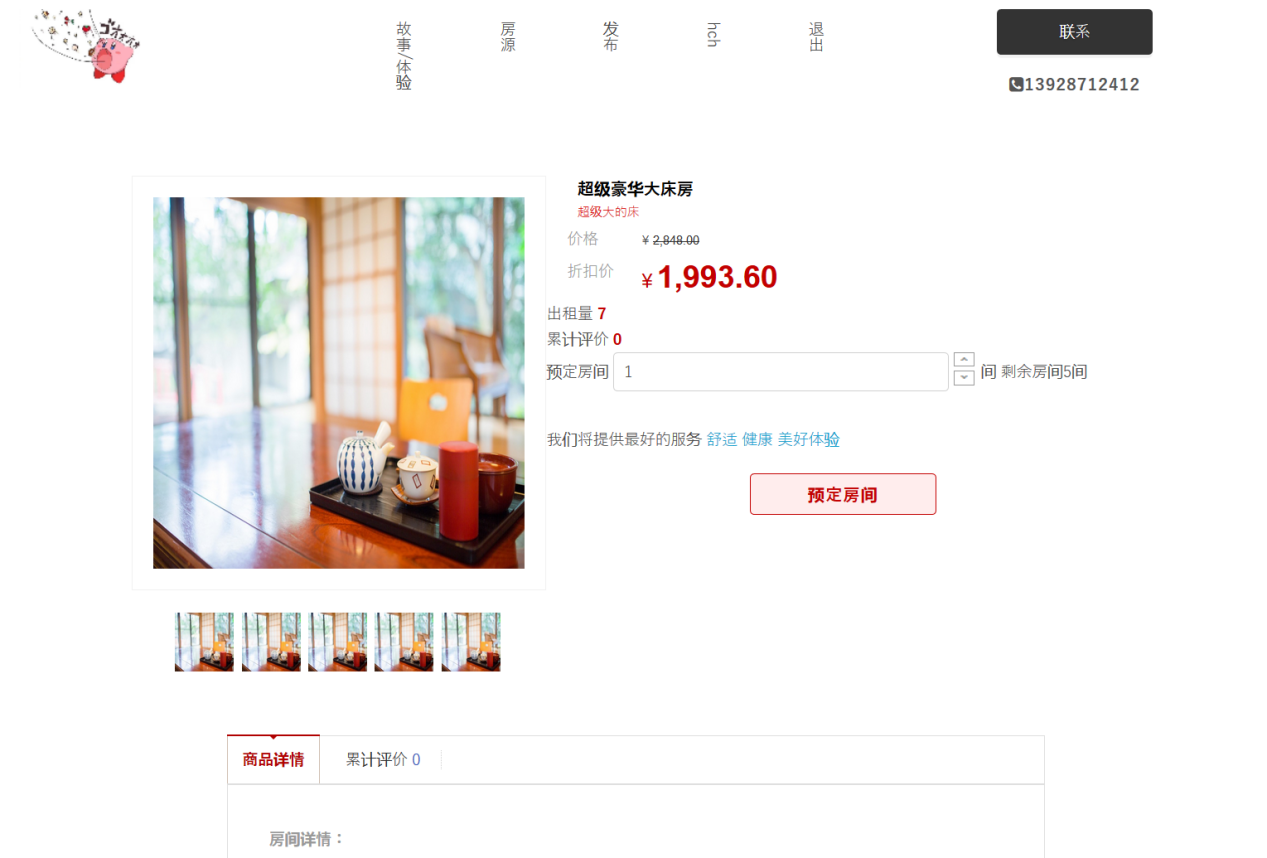 故事/体验
房源
发布
hch
退出
联系
13928712412
超级豪华大床房
超级大的床
价格 ¥ 2,848.00
折扣价 ¥ 1,993.60
出租量 7
累计评价 0
预定房间 1 间 剩余房间5间
我们将提供最好的服务 舒适 健康 美好体验
预定房间
商品详情 累计评价 0
房间详情：